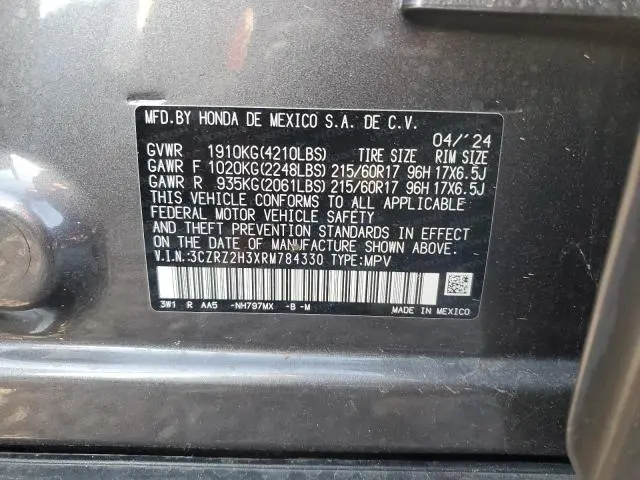 MFD.BY HONDA DE MEXICO S.A. DE C.V.
04/'24
GVWR 1910KG(4210LBS) TIRE SIZE RIM SIZE
GAWR F 1020KG(2248LBS) 215/60R17 96H 17X6.5J
GAWR R 935KG(2061LBS) 215/60R17 96H 17X6.5J
THIS VEHICLE CONFORMS TO ALL APPLICABLE
FEDERAL MOTOR VEHICLE SAFETY
AND THEFT PREVENTION STANDARDS IN EFFECT
ON THE DATE OF MANUFACTURE SHOWN ABOVE.
V.I.N:3CZRZ2H3XRM784330 TYPE:MPV
3W1 R AA5 -NH797MX -B -M
MADE IN MEXICO